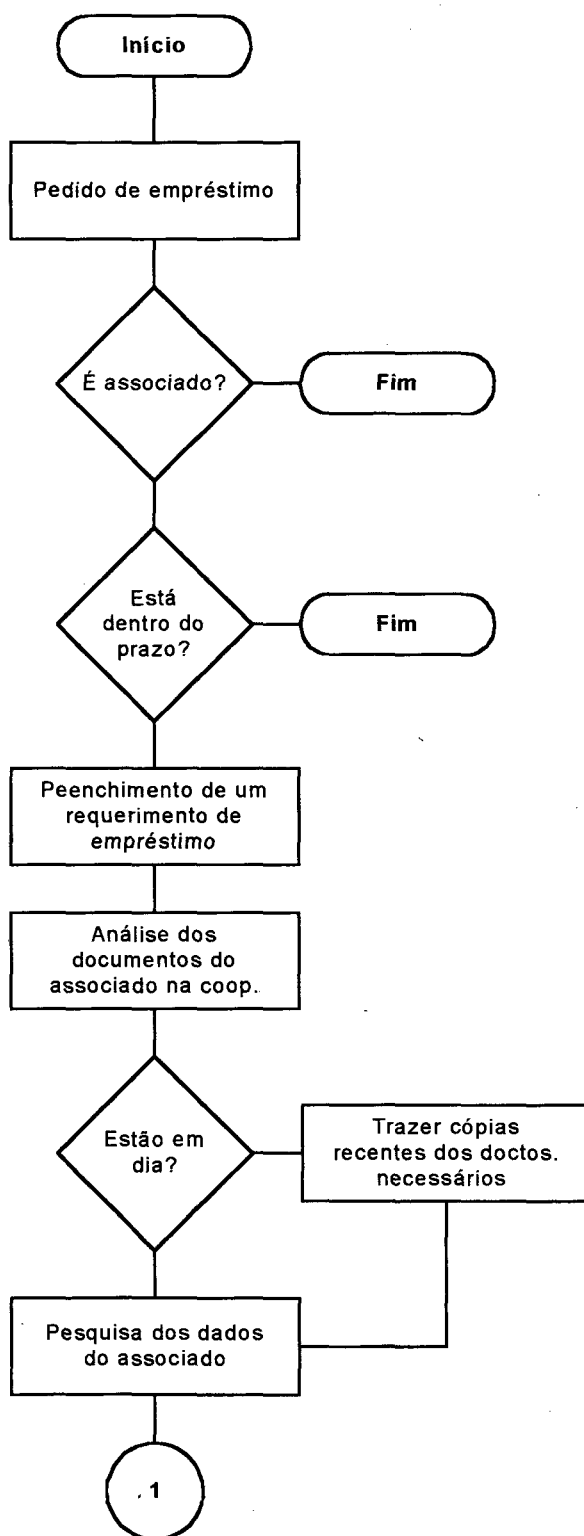 Início
Pedido de empréstimo
É associado?
Fim
Está
dentro do
prazo?
Fim
Peenchimento de um
requerimento de
empréstimo
Análise dos
documentos do
associado na coop.
Estão em
dia?
Trazer cópias
recentes dos doctos.
necessários
Pesquisa dos dados
do associado
1